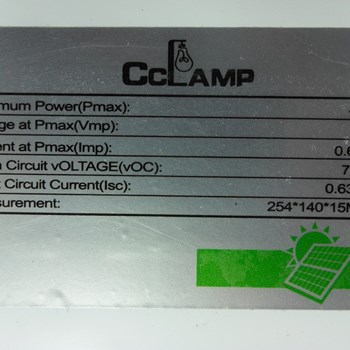 CCLAMP
mum Power(Pmax):
ge at Pmax(Vmp):
ent at Pmax(Imp): 0.6
Circuit vOLTAGE(vOC): 7
Circuit Current(Isc): 0.63
surement: 254*140*15